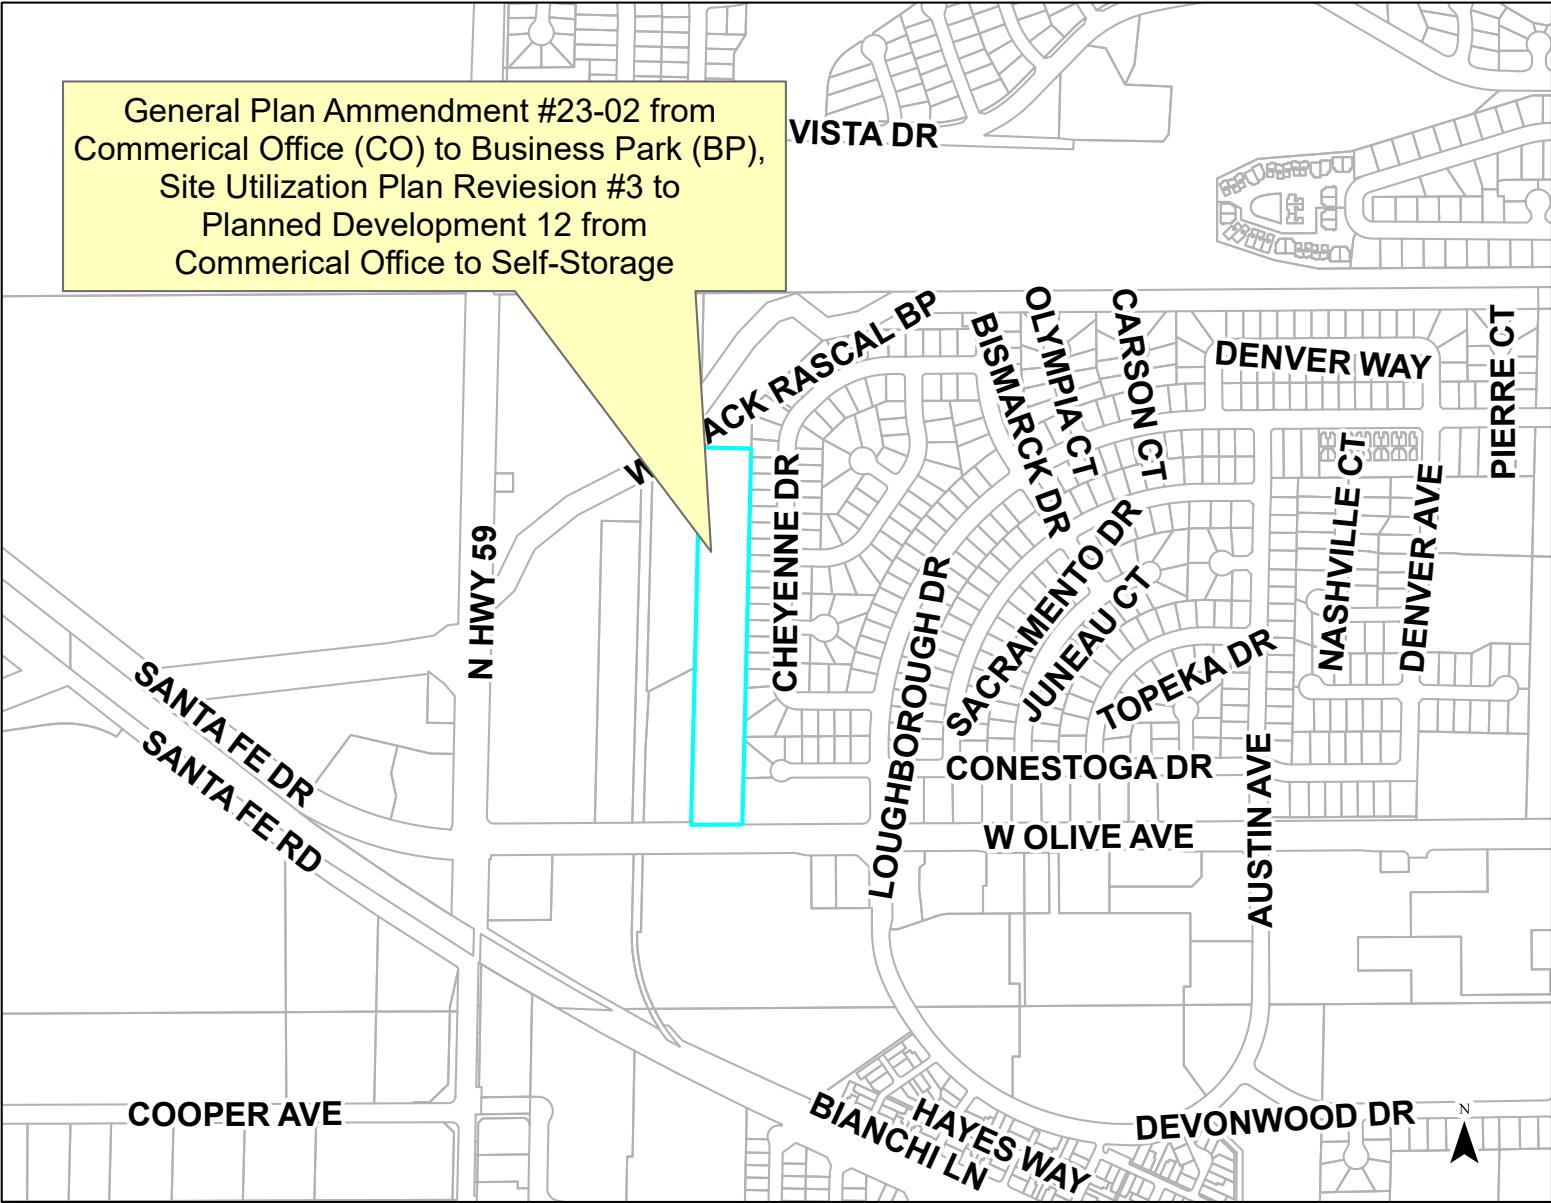 General Plan Ammendment #23-02 from
Commerical Office (CO) to Business Park (BP),
Site Utilization Plan Reviesion #3 to
Planned Development 12 from
Commerical Office to Self-Storage
VISTA DR
ACK RASCAL BP
W
BISMARCK DR
OLYMPIA CT
CARSON CT
DENVER WAY
PIERRE CT
N HWY 59
CHEYENNE DR
LOUGHBOROUGH DR
SACRAMENTO DR
JUNEAU CT
TOPEKA DR
NASHVILLE CT
DENVER AVE
SANTA FE DR
SANTA FE RD
CONESTOGA DR
W OLIVE AVE
AUSTIN AVE
COOPER AVE
BIANCHI LN
HAYES WAY
DEVONWOOD DR
N